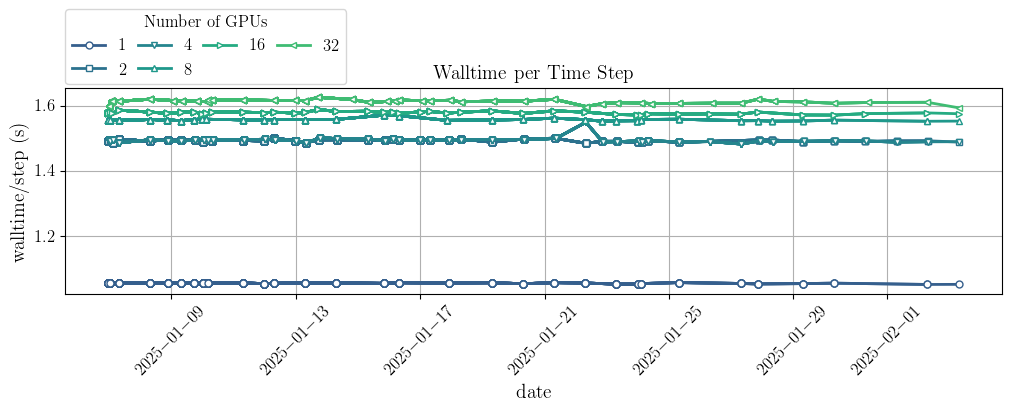 Number of GPUs
1 4 16 32
2 8
Walltime per Time Step
walltime/step (s)
1.6
1.4
1.2
2025−01−09 2025−01−13 2025−01−17 2025−01−21 2025−01−25 2025−01−29 2025−02−01
date